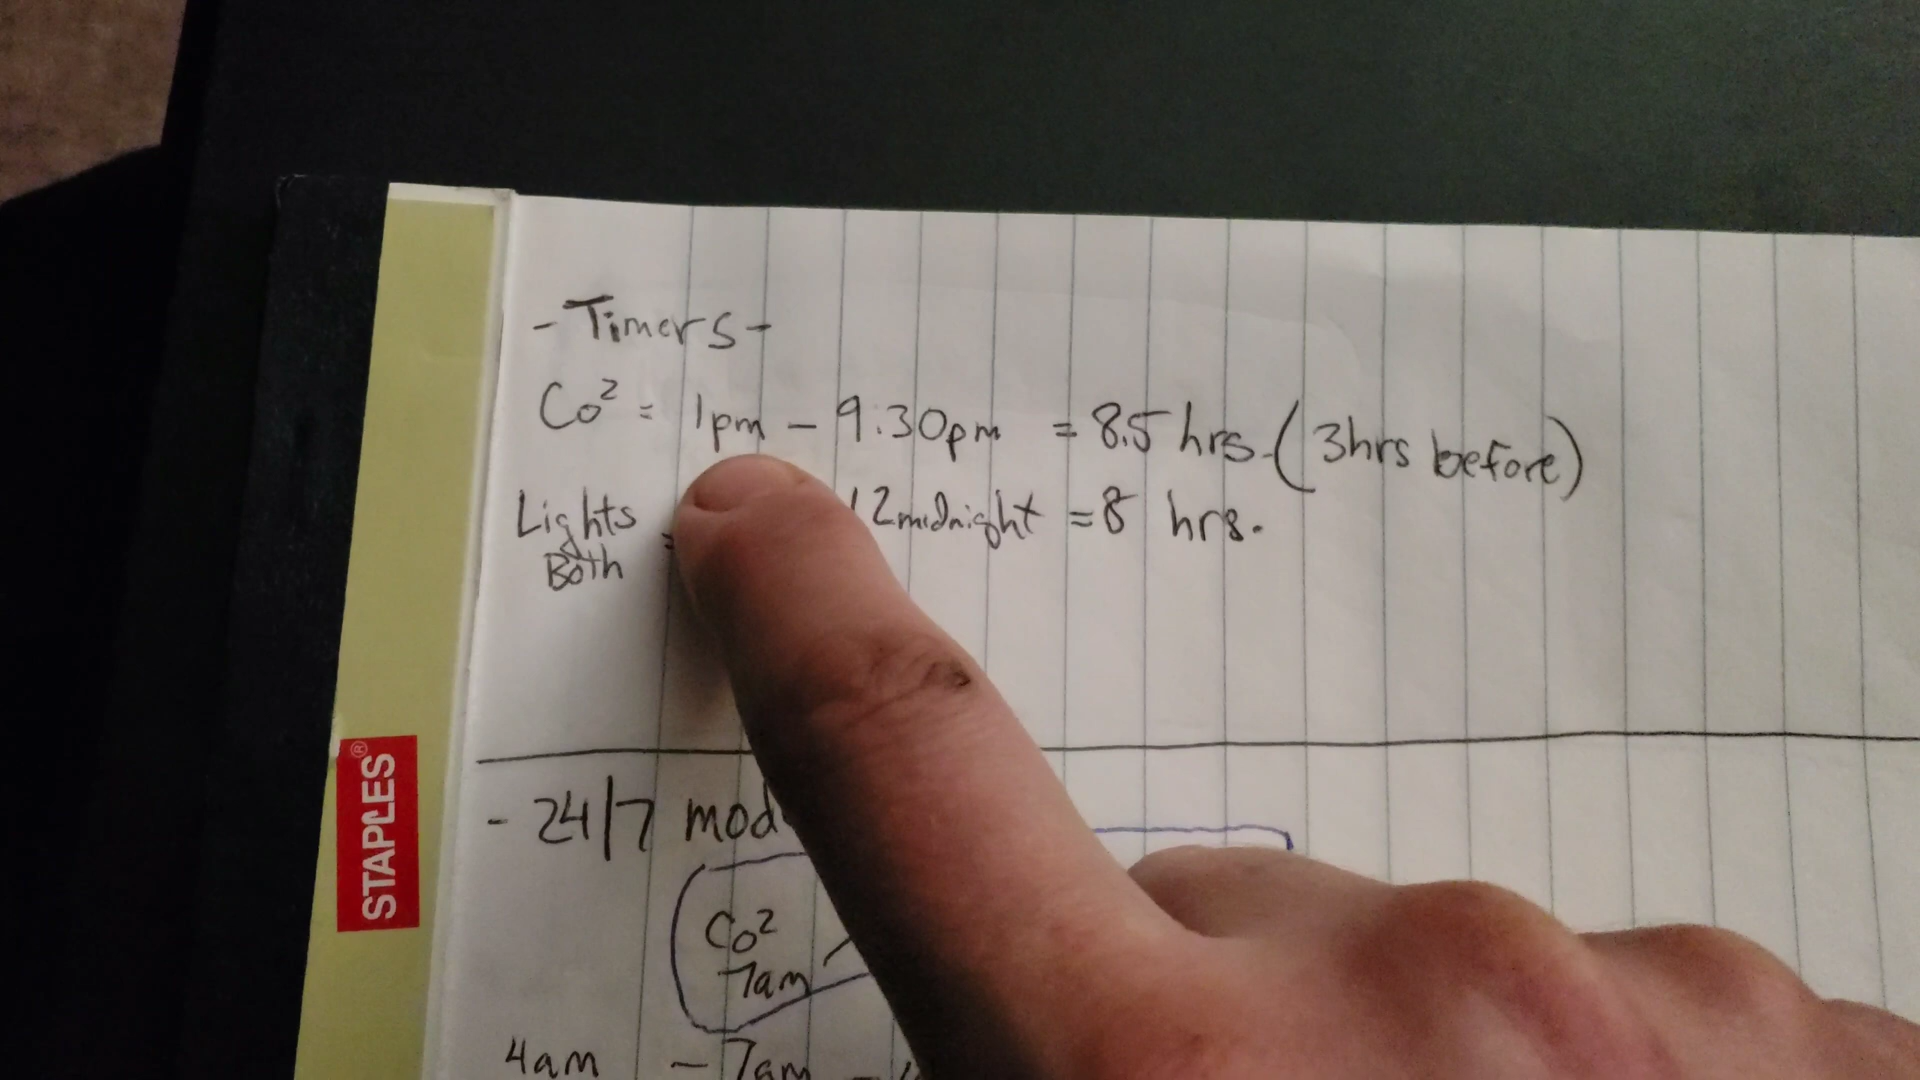 - Timers -
Co² = 1pm - 9:30pm = 8.5 hrs. (3hrs before)
Lights = 12midnight = 8 hrs.
Both
- 24/7
Co²
7am
4am - 7am -
STAPLES®